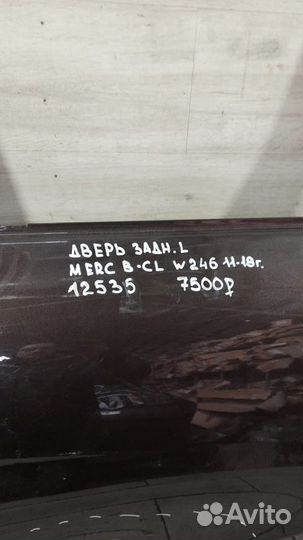 ДВЕРЬ ЗАДН. L
MERC B-CL W246 11-18г.
12535 7500₽
Avito